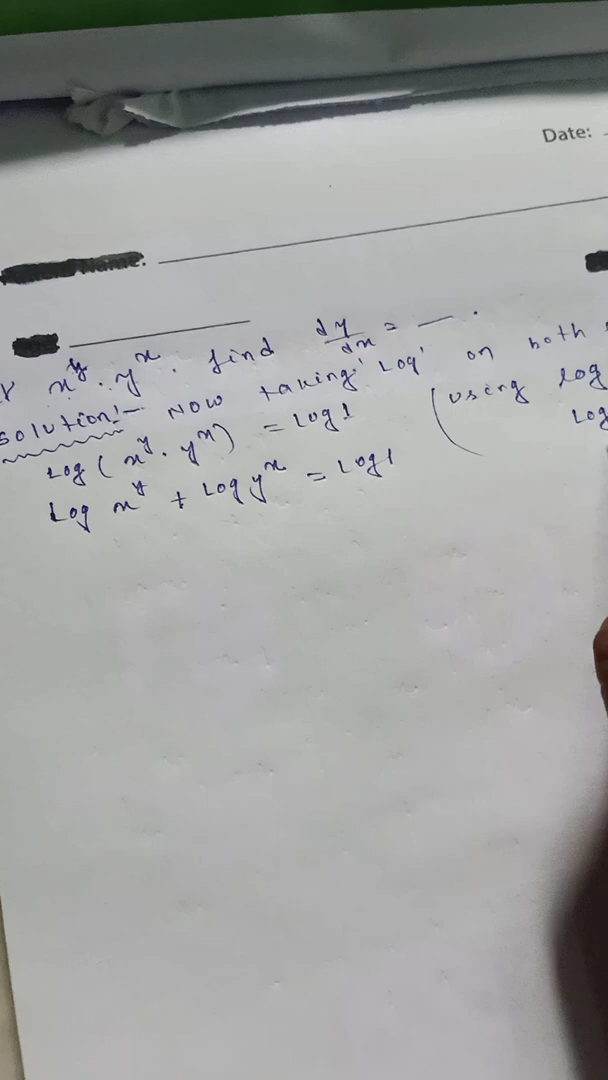 Date:
Name:
x^y . y^x . find dy/dx = — .
solution!— NOW taking 'LOG' on both
LOG ( x^y . y^x ) = LOG 1 ( using LOG
LOG
LOG x^y + LOG y^x = LOG 1